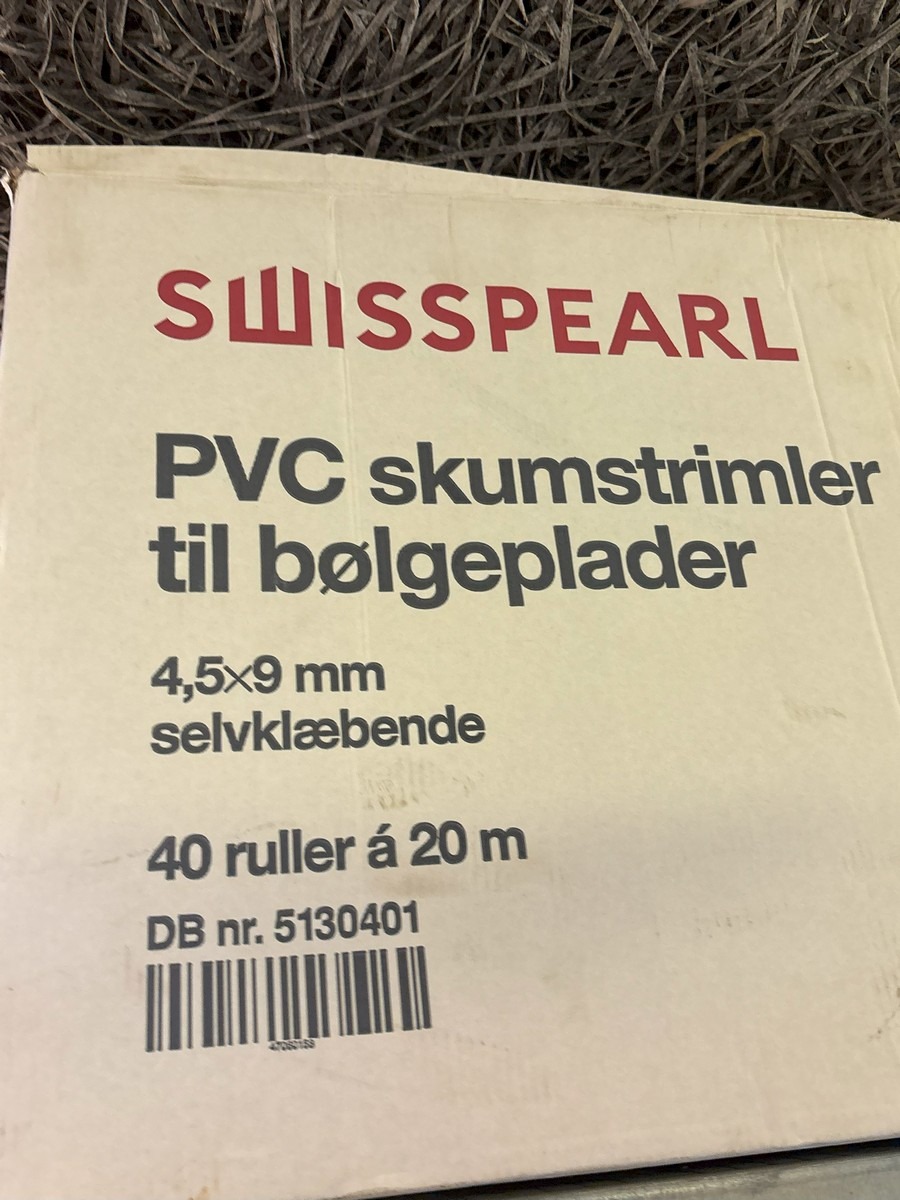 SWISSPEARL
PVC skumstrimler
til bølgeplader
4,5×9 mm
selvklæbende
40 ruller á 20 m
DB nr. 5130401